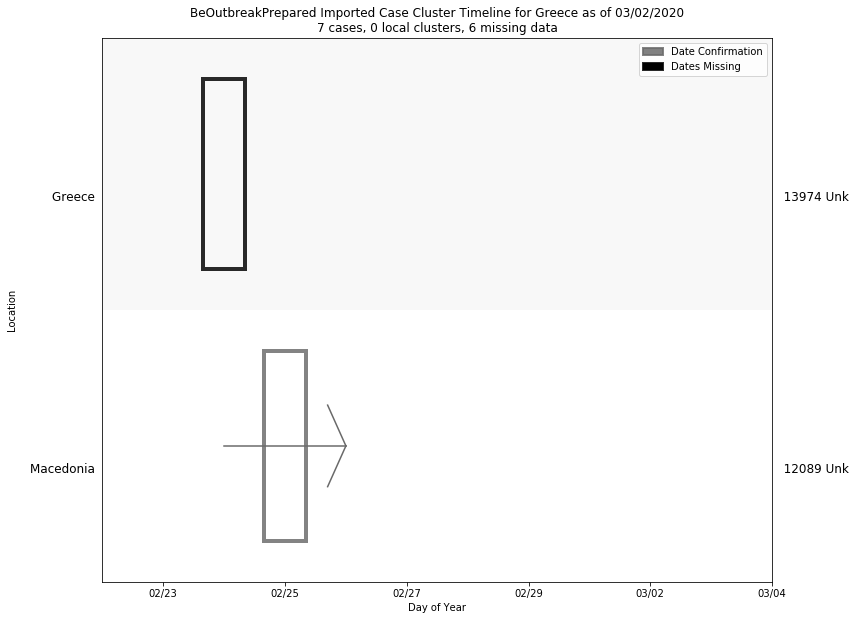 BeOutbreakPrepared Imported Case Cluster Timeline for Greece as of 03/02/2020
7 cases, 0 local clusters, 6 missing data
Date Confirmation
Dates Missing
Greece
13974 Unk
Location
Macedonia
12089 Unk
02/23 02/25 02/27 02/29 03/02 03/04
Day of Year